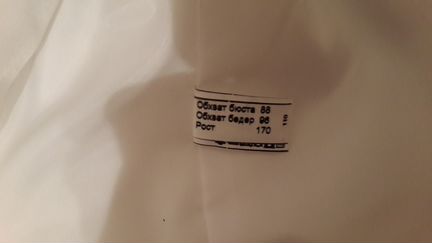 Обхват бюста 88
Обхват бедер 96
Рост 170